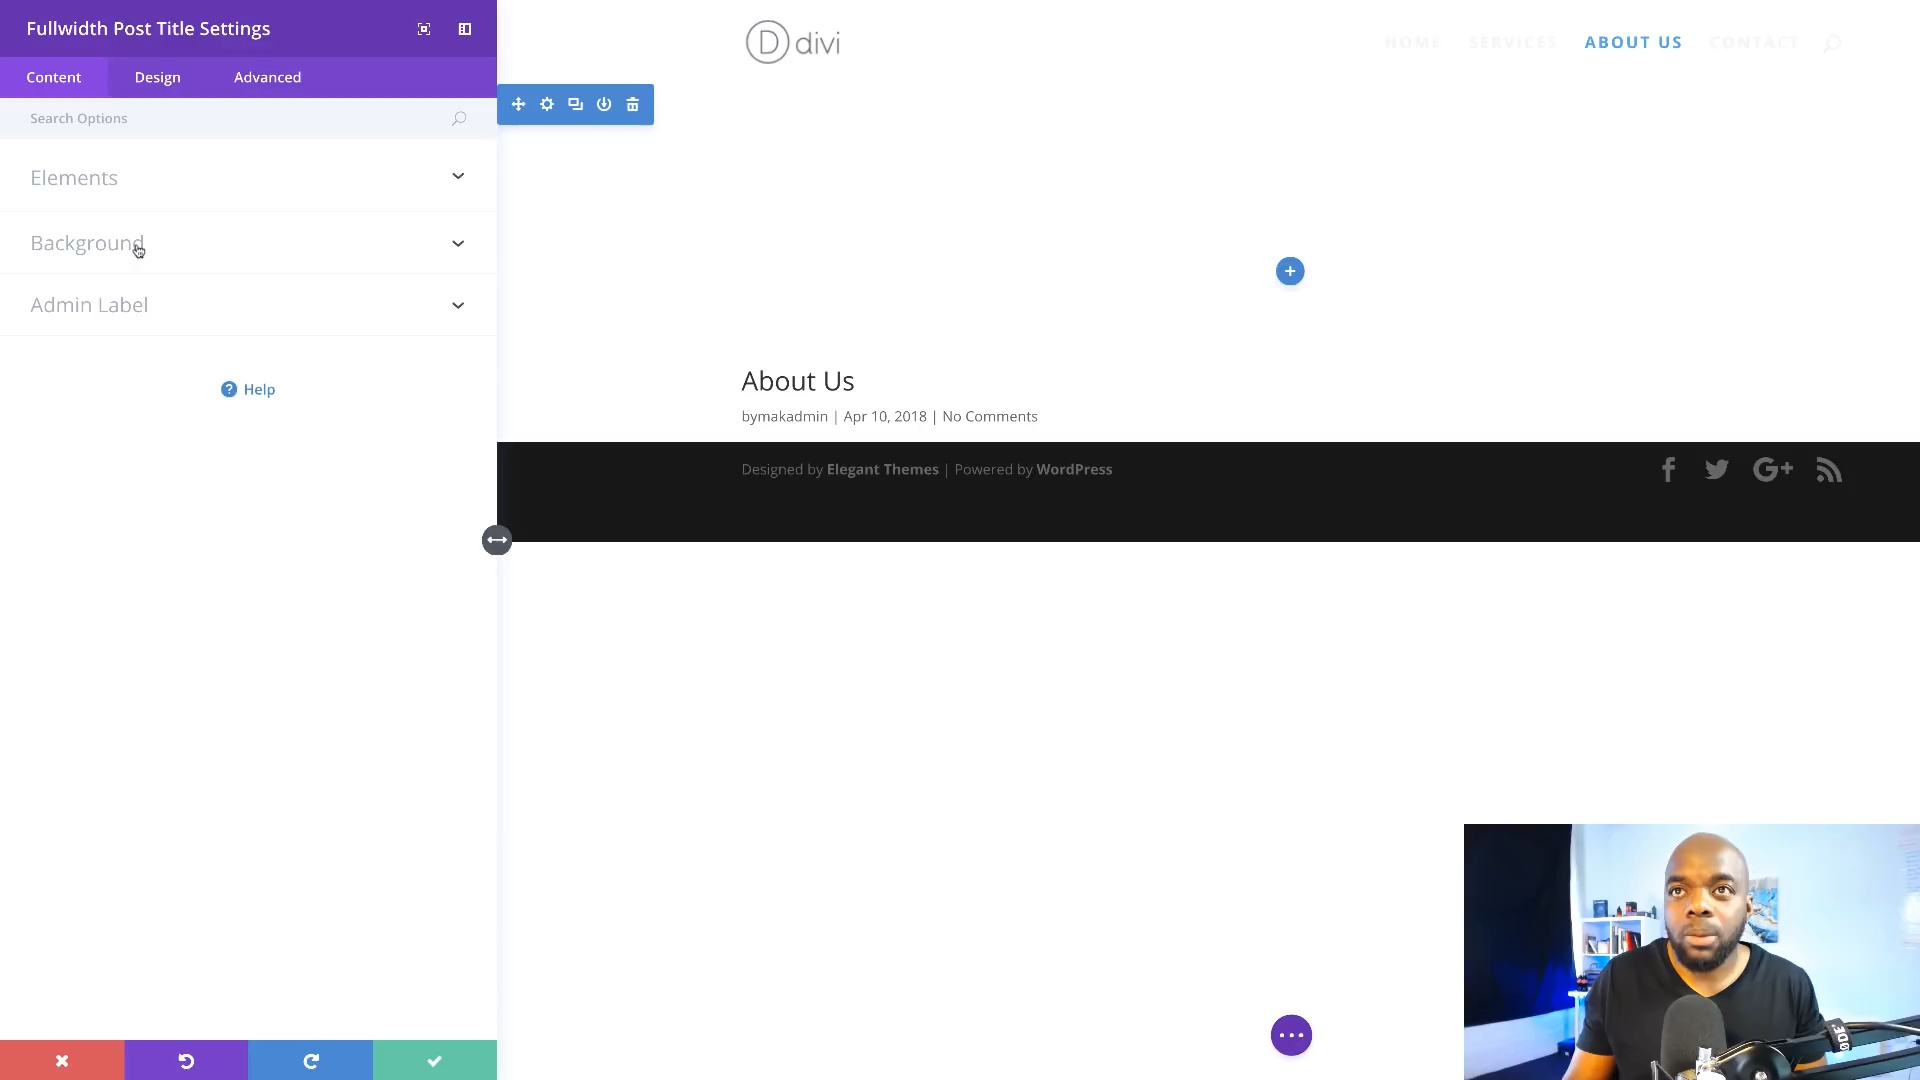 Fullwidth Post Title Settings
Content Design Advanced
Search Options
Elements
Background
Admin Label
Help
D divi
HOME SERVICES ABOUT US CONTACT
About Us
bymakadmin | Apr 10, 2018 | No Comments
Designed by Elegant Themes | Powered by WordPress